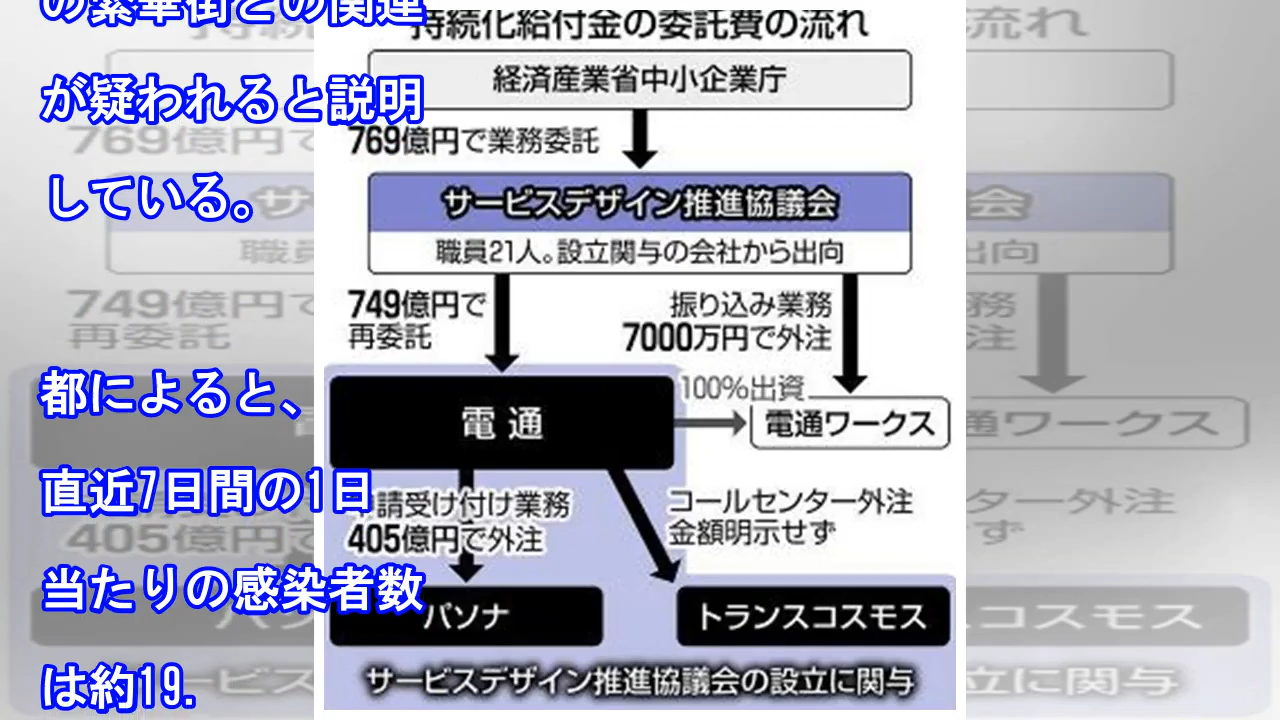 の繁華街との関連
が疑われると説明
している。
都によると、
直近7日間の1日
当たりの感染者数
は約19.
持続化給付金の委託費の流れ
経済産業省中小企業庁
769億円で業務委託
サービスデザイン推進協議会
職員21人。設立関与の会社から出向
749億円で
再委託
振り込み業務
7000万円で外注
電通
100%出資
電通ワークス
請受け付け業務
405億円で外注
コールセンター外注
金額明示せず
パソナ
トランスコスモス
サービスデザイン推進協議会の設立に関与